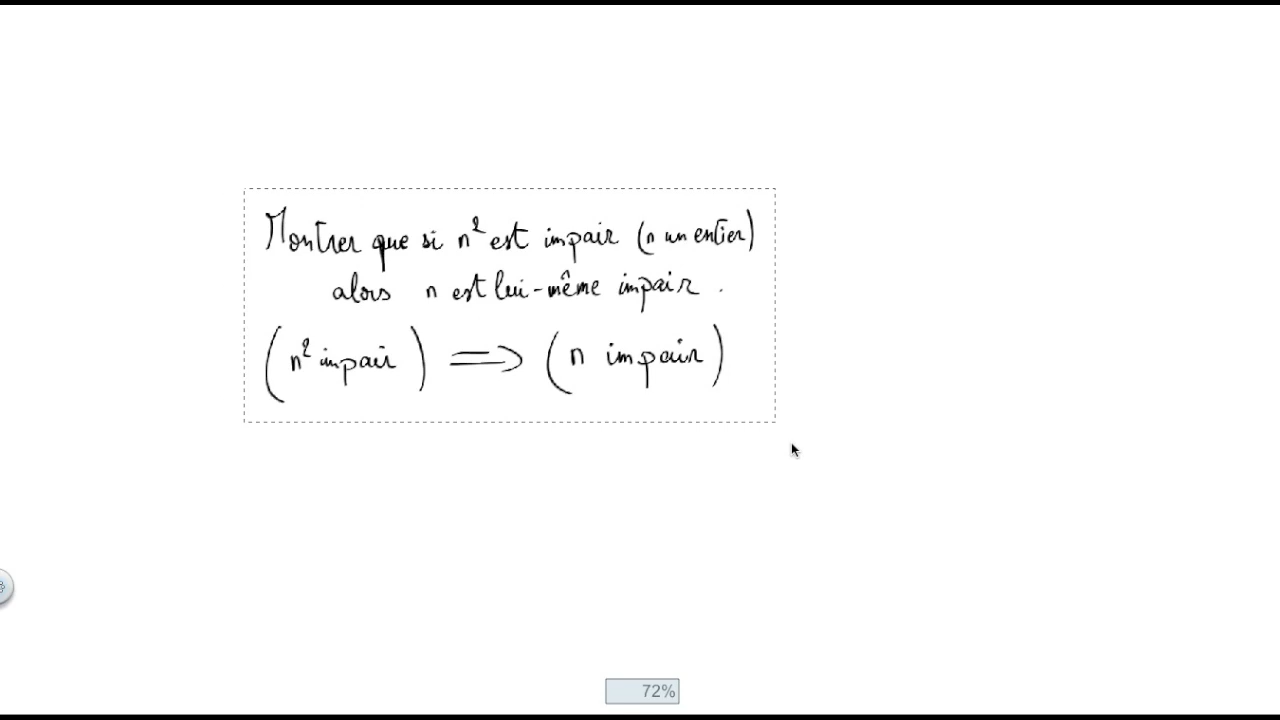 Montrer que si n² est impair (n un entier)
alors n est lui-même impair.
(n² impair) ⟹ (n impair)
72%